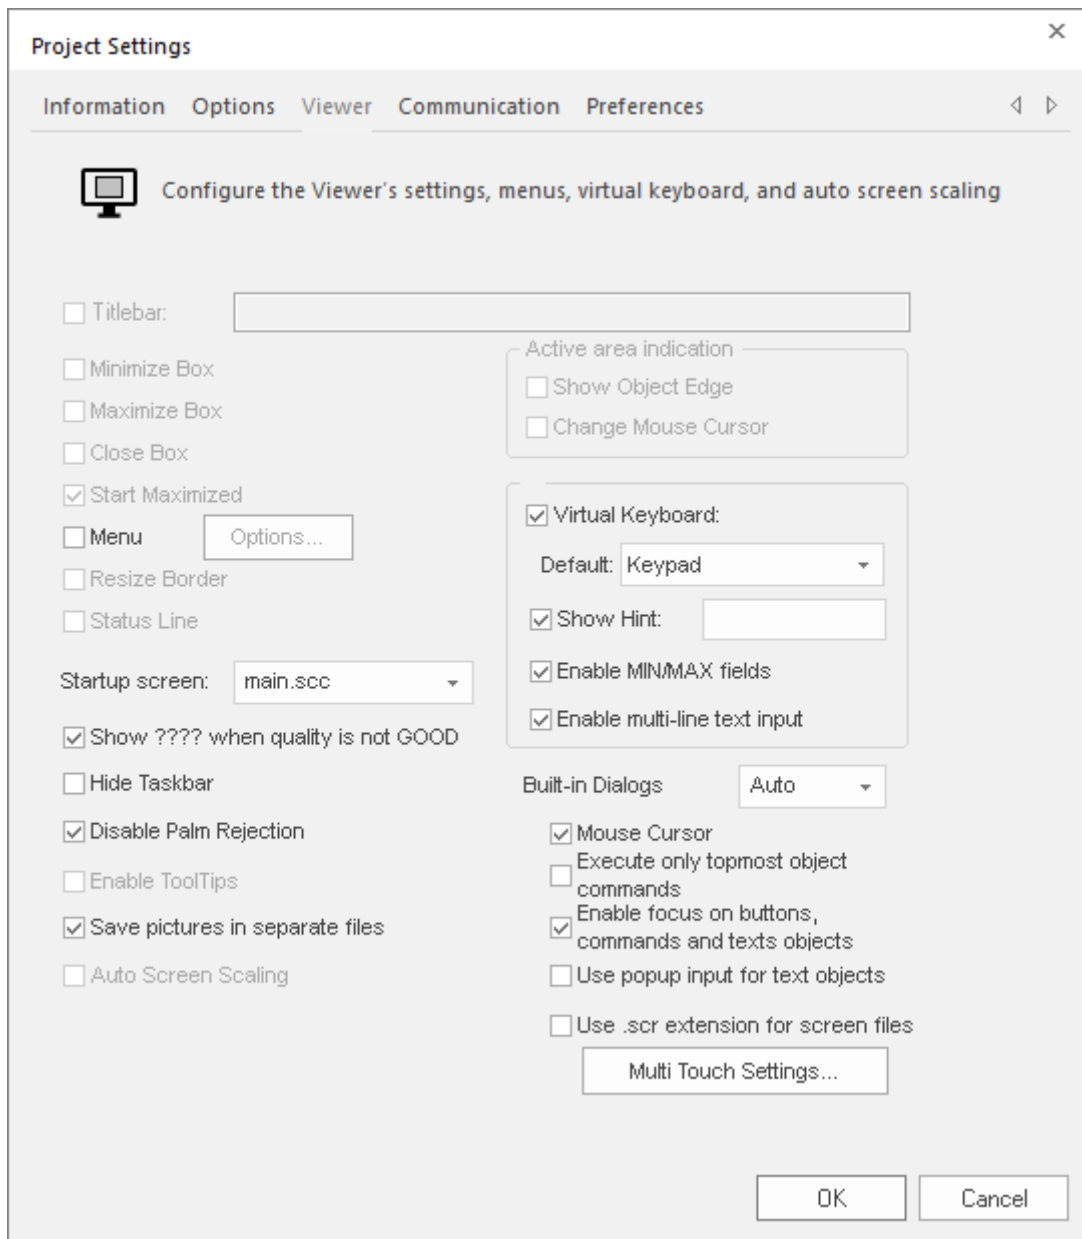 Project Settings
Information Options Viewer Communication Preferences
Configure the Viewer's settings, menus, virtual keyboard, and auto screen scaling
Titlebar:
Minimize Box
Maximize Box
Close Box
Start Maximized
Menu Options...
Resize Border
Status Line
Startup screen: main.scc
Show ???? when quality is not GOOD
Hide Taskbar
Disable Palm Rejection
Enable ToolTips
Save pictures in separate files
Auto Screen Scaling
Active area indication
Show Object Edge
Change Mouse Cursor
Virtual Keyboard:
Default: Keypad
Show Hint:
Enable MIN/MAX fields
Enable multi-line text input
Built-in Dialogs Auto
Mouse Cursor
Execute only topmost object
commands
Enable focus on buttons,
commands and texts objects
Use popup input for text objects
Use .scr extension for screen files
Multi Touch Settings...
OK Cancel